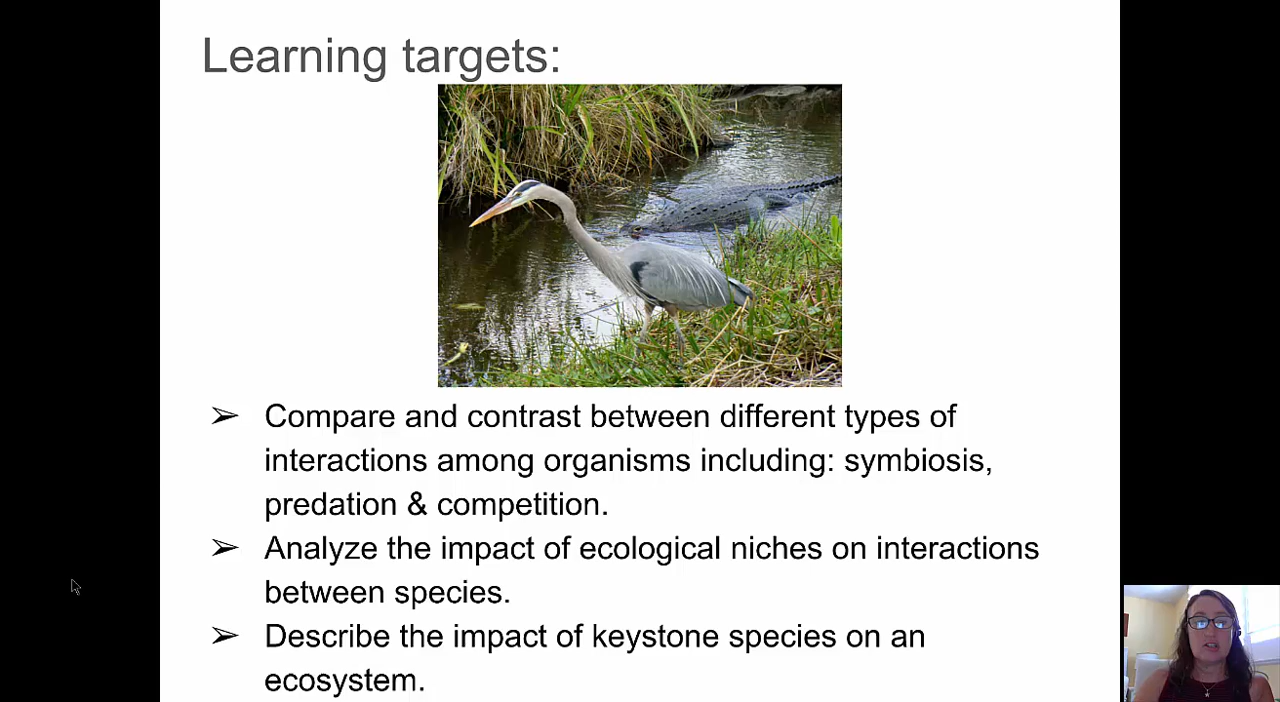 Learning targets:
➢ Compare and contrast between different types of
interactions among organisms including: symbiosis,
predation & competition.
➢ Analyze the impact of ecological niches on interactions
between species.
➢ Describe the impact of keystone species on an
ecosystem.